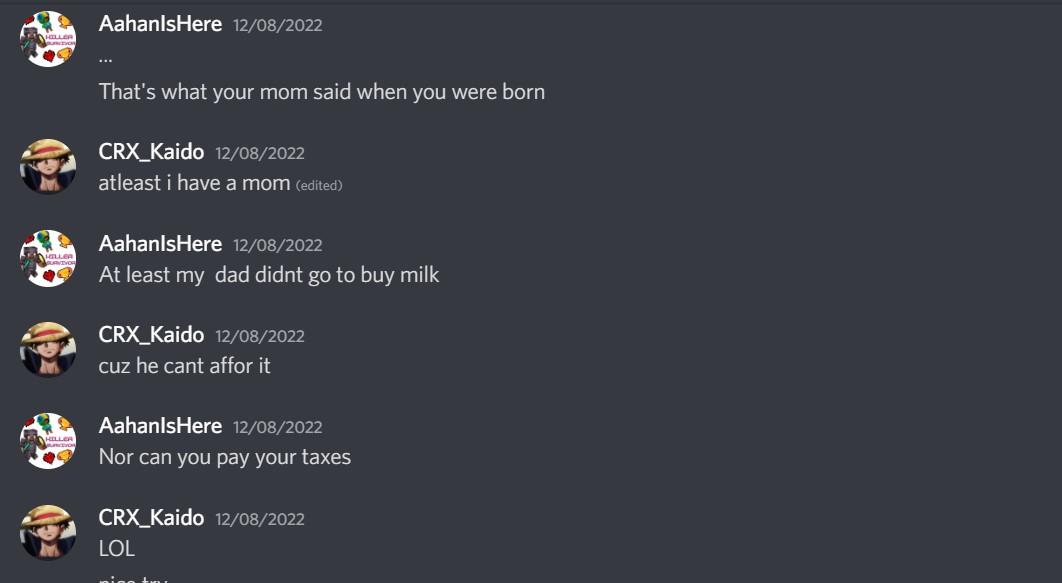 AahanIsHere 12/08/2022
...
That's what your mom said when you were born
CRX_Kaido 12/08/2022
atleast i have a mom (edited)
AahanIsHere 12/08/2022
At least my  dad didnt go to buy milk
CRX_Kaido 12/08/2022
cuz he cant affor it
AahanIsHere 12/08/2022
Nor can you pay your taxes
CRX_Kaido 12/08/2022
LOL
nice try